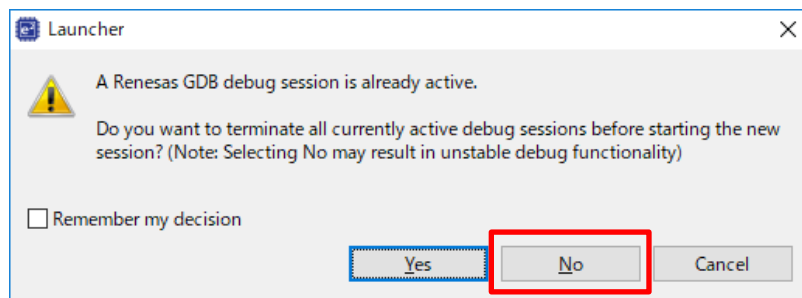 Launcher
A Renesas GDB debug session is already active.
Do you want to terminate all currently active debug sessions before starting the new
session? (Note: Selecting No may result in unstable debug functionality)
Remember my decision
Yes No Cancel